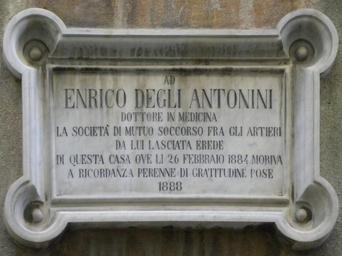 AD
ENRICO DEGLI ANTONINI
DOTTORE IN MEDICINA
LA SOCIETÀ DI MUTUO SOCCORSO FRA GLI ARTIERI
DA LUI LASCIATA EREDE
DI QUESTA CASA OVE LI 26 FEBBRAIO 1884 MORIVA
A RICORDANZA PERENNE DI GRATITUDINE POSE
1888